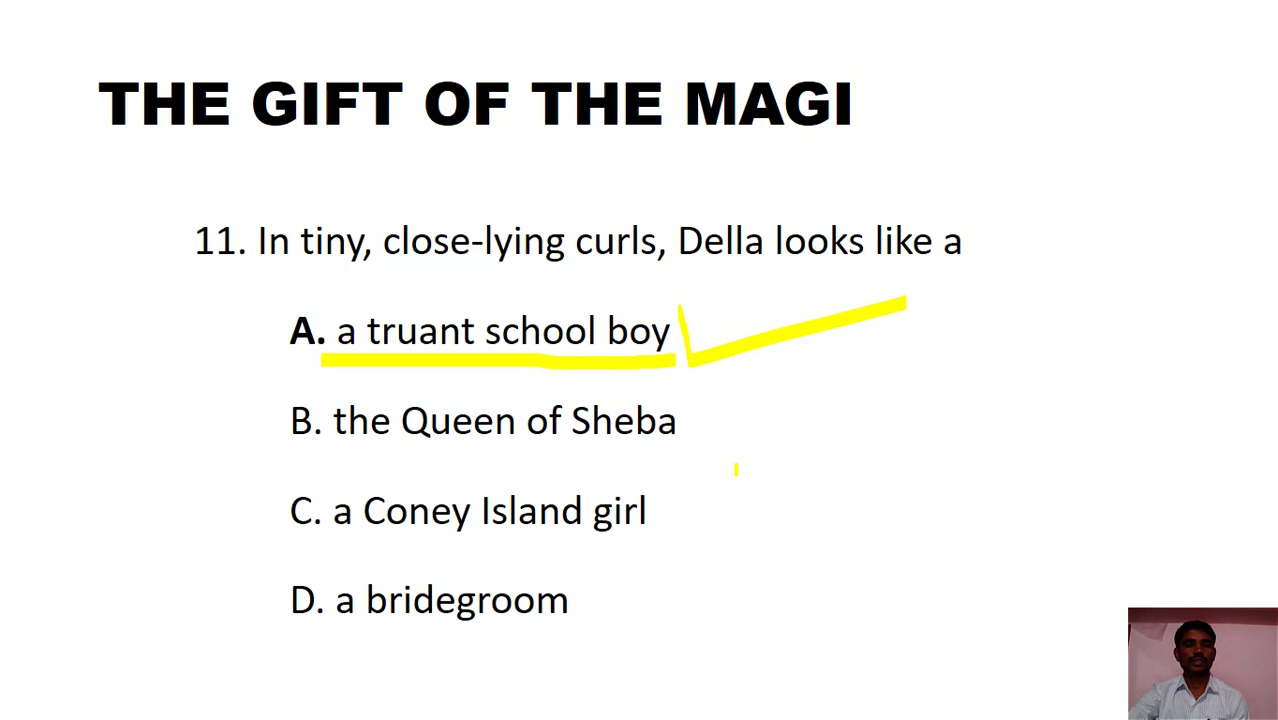 THE GIFT OF THE MAGI
11. In tiny, close-lying curls, Della looks like a
A. a truant school boy
B. the Queen of Sheba
C. a Coney Island girl
D. a bridegroom